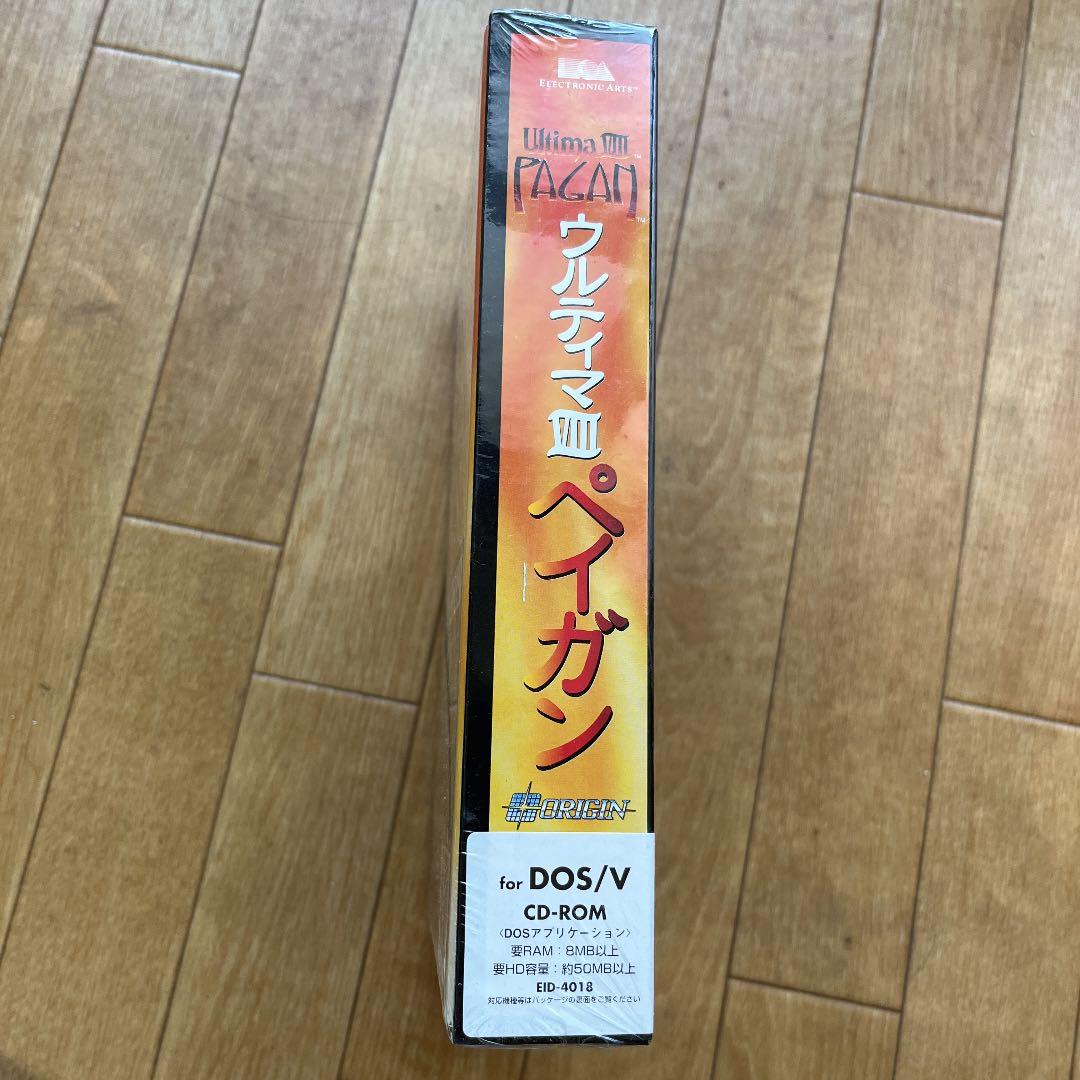 ELECTRONIC ARTS™
Ultima VIII™
PAGAN™
ウルティマVIII
ペイガン
ORIGIN
for DOS/V
CD-ROM
〈DOSアプリケーション〉
要RAM：8MB以上
要HD容量：約50MB以上
EID-4018
対応機種等はパッケージの裏面をご覧ください